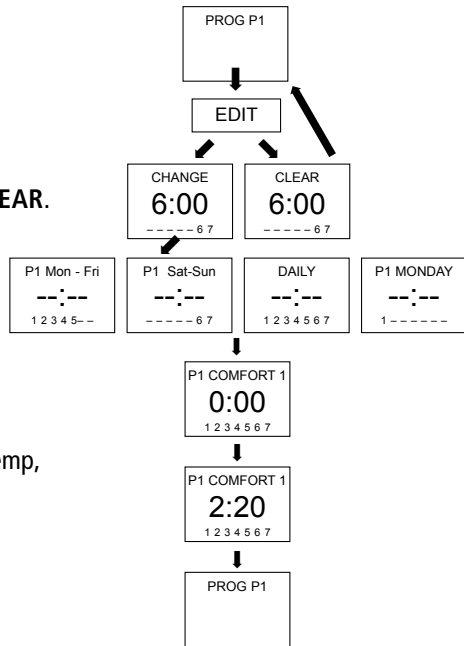 PROG P1
EDIT
EAR.
CHANGE
6:00
– – – – – 6 7
CLEAR
6:00
– – – – – 6 7
P1 Mon - Fri
--:--
1 2 3 4 5– –
P1 Sat-Sun
--:--
– – – – – 6 7
DAILY
--:--
1 2 3 4 5 6 7
P1 MONDAY
--:--
1 – – – – – –
P1 COMFORT 1
0:00
1 2 3 4 5 6 7
emp,
P1 COMFORT 1
2:20
1 2 3 4 5 6 7
PROG P1